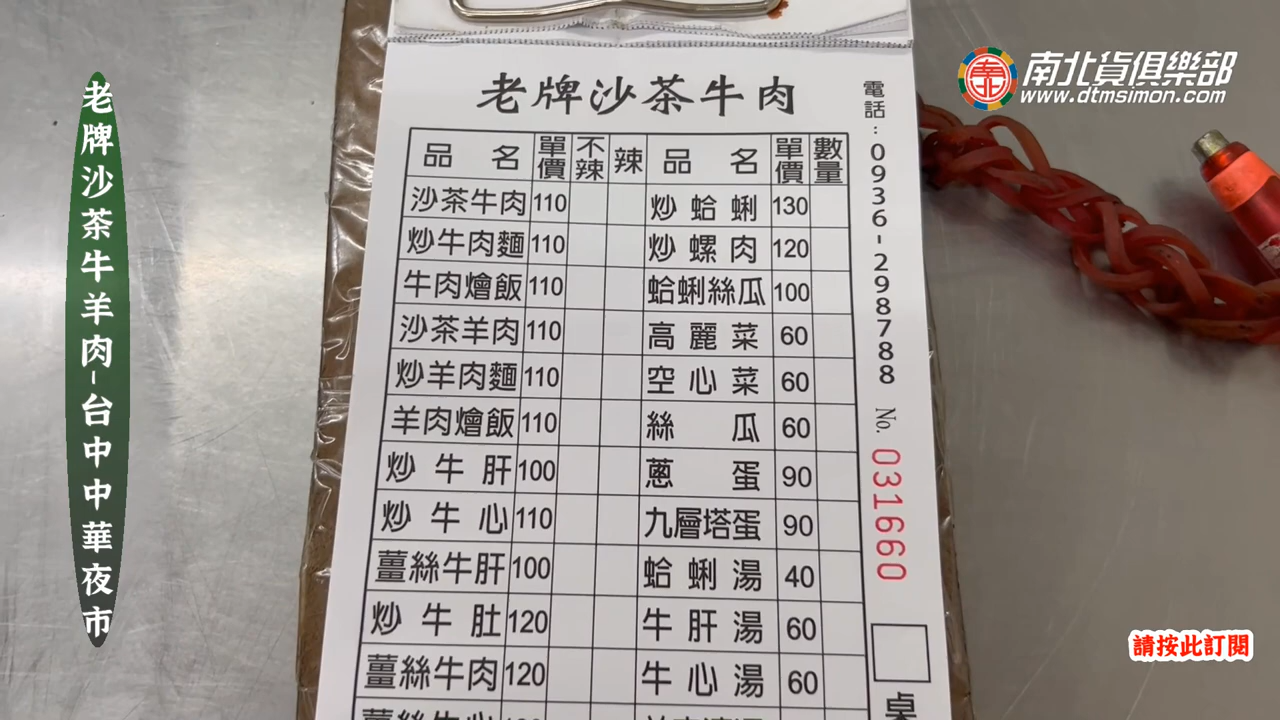 老牌沙茶牛羊肉-台中中華夜市
南北貨俱樂部
www.dtmsimon.com
老牌沙茶牛肉
品名 單價 不辣 辣 品名 單價 數量
沙茶牛肉 110 炒蛤蜊 130
炒牛肉麵 110 炒螺肉 120
牛肉燴飯 110 蛤蜊絲瓜 100
沙茶羊肉 110 高麗菜 60
炒羊肉麵 110 空心菜 60
羊肉燴飯 110 絲瓜 60
炒牛肝 100 蔥蛋 90
炒牛心 110 九層塔蛋 90
薑絲牛肝 100 蛤蜊湯 40
炒牛肚 120 牛肝湯 60
薑絲牛肉 120 牛心湯 60
薑絲牛心
電話:0936-298788 No. 031660
桌
請按此訂閱